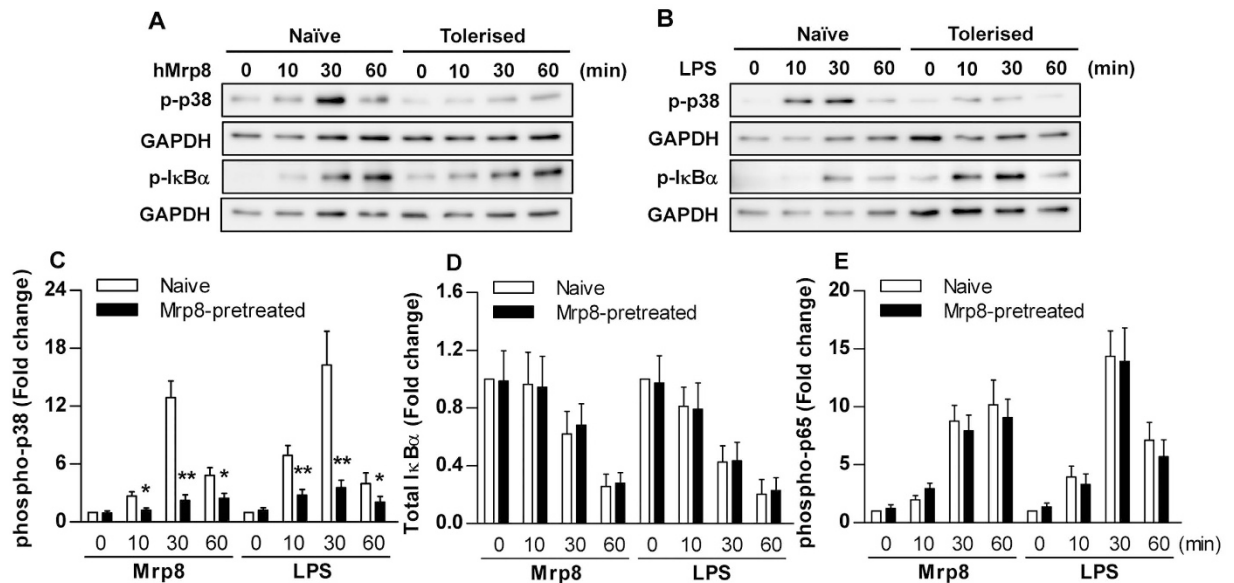 A
Naïve Tolerised
hMrp8 0 10 30 60 0 10 30 60 (min)
p-p38
GAPDH
p-IκBα
GAPDH
B
Naïve Tolerised
LPS 0 10 30 60 0 10 30 60 (min)
p-p38
GAPDH
p-IκBα
GAPDH
C
phospho-p38 (Fold change)
Naive
Mrp8-pretreated
24
18
12
6
0
* ** * ** ** *
0 10 30 60 0 10 30 60
Mrp8 LPS
D
Total IκBα (Fold change)
Naive
Mrp8-pretreated
1.6
1.2
0.8
0.4
0.0
0 10 30 60 0 10 30 60
Mrp8 LPS
E
phospho-p65 (Fold change)
Naive
Mrp8-pretreated
20
15
10
5
0
0 10 30 60 0 10 30 60 (min)
Mrp8 LPS